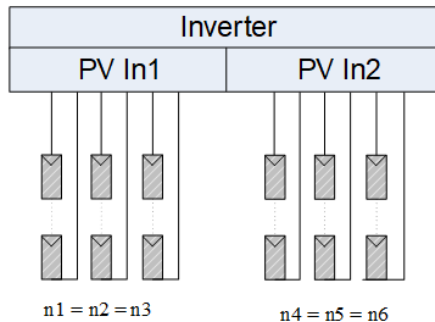 Inverter
PV In1 PV In2
n1 = n2 = n3 n4 = n5 = n6